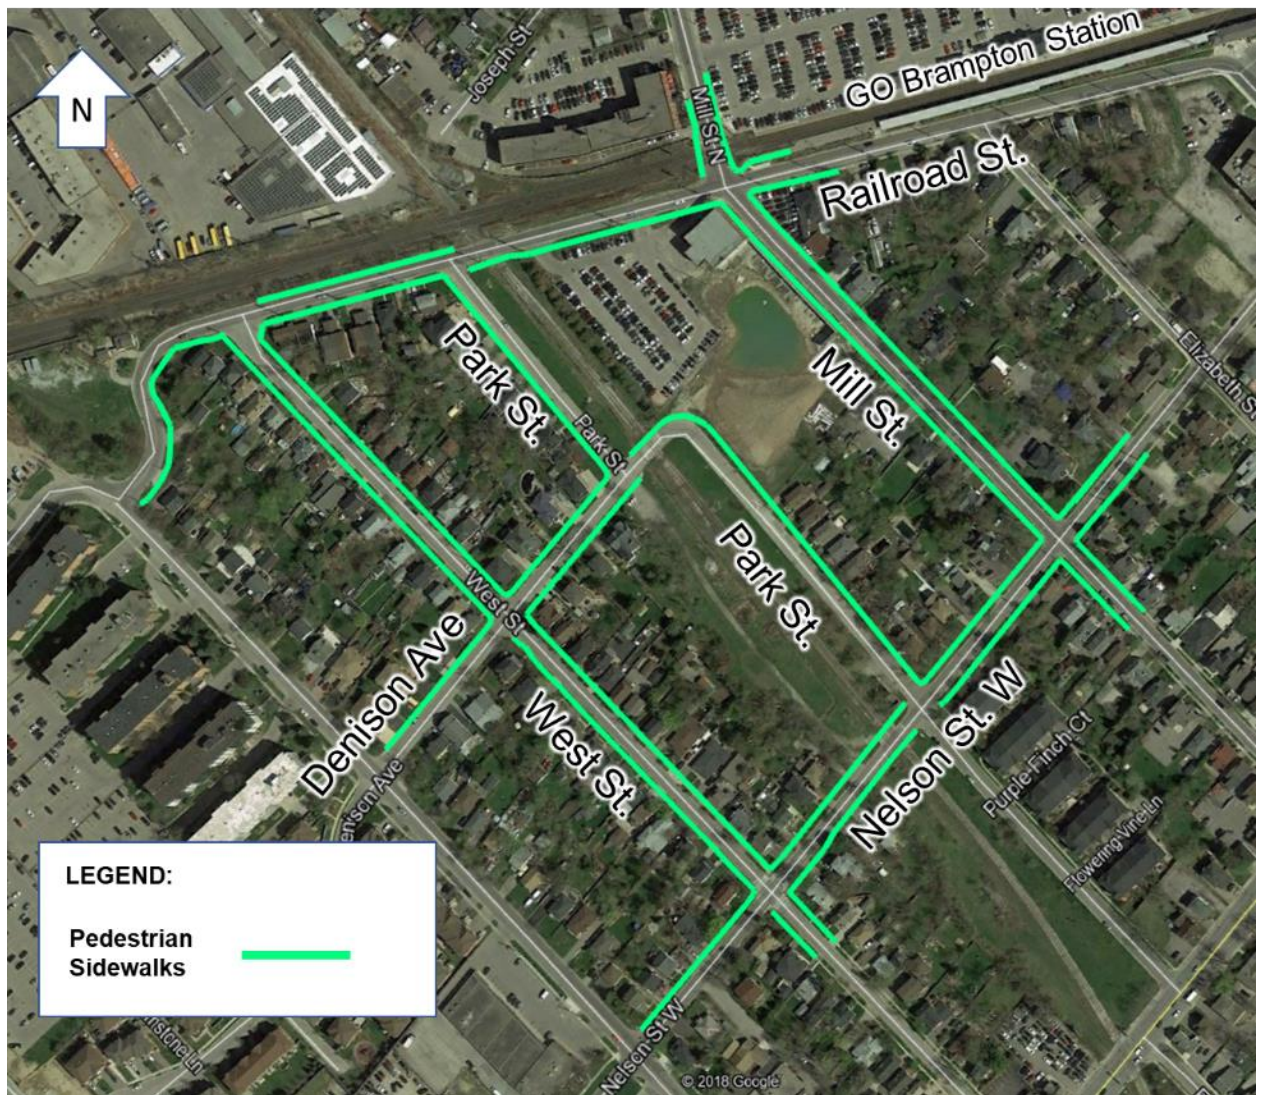 N
Joseph St
GO Brampton Station
Mill St N
Railroad St.
Park St.
Park St
Mill St.
Elizabeth St
Park St.
West St
Denison Ave
West St.
Nelson St. W
Purple Finch Ct
Flowering Vine Ln
enison Ave
LEGEND:
Pedestrian
Sidewalks
Nelson St W
© 2018 Google